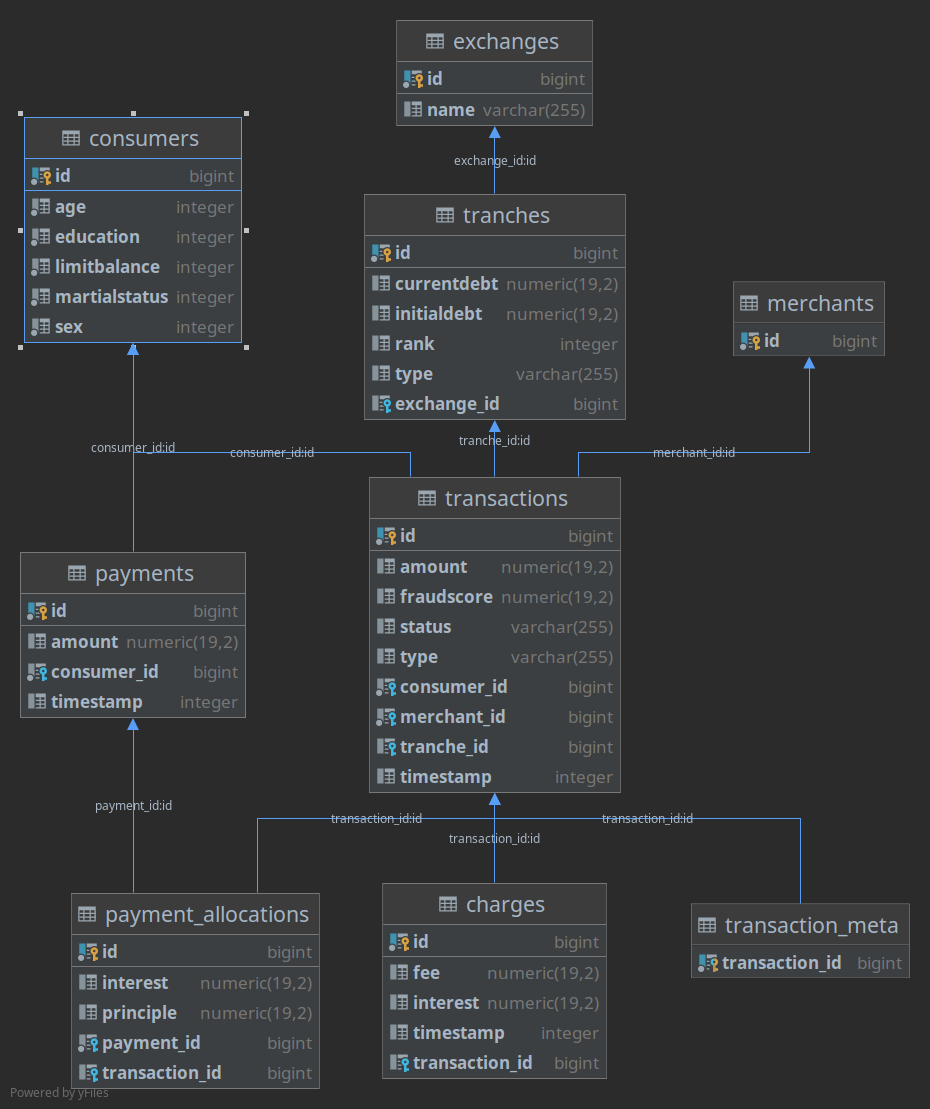 exchanges
id bigint
name varchar(255)
consumers
id bigint
age integer
education integer
limitbalance integer
martialstatus integer
sex integer
exchange_id:id
tranches
id bigint
currentdebt numeric(19,2)
initialdebt numeric(19,2)
rank integer
type varchar(255)
exchange_id bigint
merchants
id bigint
consumer_id:id
consumer_id:id
tranche_id:id
merchant_id:id
transactions
id bigint
amount numeric(19,2)
fraudscore numeric(19,2)
status varchar(255)
type varchar(255)
consumer_id bigint
merchant_id bigint
tranche_id bigint
timestamp integer
payments
id bigint
amount numeric(19,2)
consumer_id bigint
timestamp integer
payment_id:id
transaction_id:id
transaction_id:id
transaction_id:id
payment_allocations
id bigint
interest numeric(19,2)
principle numeric(19,2)
payment_id bigint
transaction_id bigint
charges
id bigint
fee numeric(19,2)
interest numeric(19,2)
timestamp integer
transaction_id bigint
transaction_meta
transaction_id bigint
Powered by yFiles